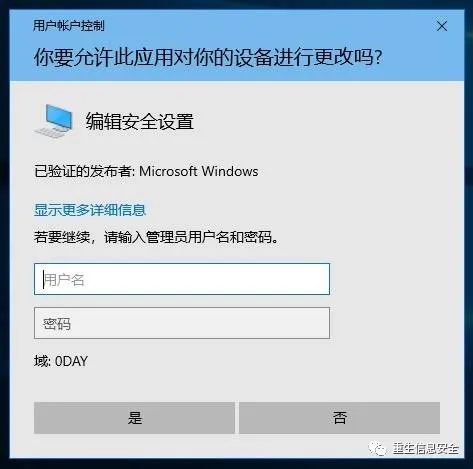 用户帐户控制
你要允许此应用对你的设备进行更改吗?
编辑安全设置
已验证的发布者: Microsoft Windows
显示更多详细信息
若要继续，请输入管理员用户名和密码。
用户名
密码
域: 0DAY
是
否
重生信息安全